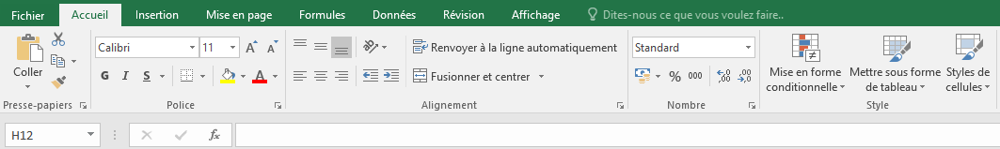 Fichier Accueil Insertion Mise en page Formules Données Révision Affichage Dites-nous ce que vous voulez faire..
Calibri 11 A A ab Renvoyer à la ligne automatiquement Standard
Coller G I S A Fusionner et centrer % 000 ,0 ,00 ,00 ,0 Mise en forme conditionnelle Mettre sous forme de tableau Styles de cellules
Presse-papiers Police Alignement Nombre Style
H12 fx